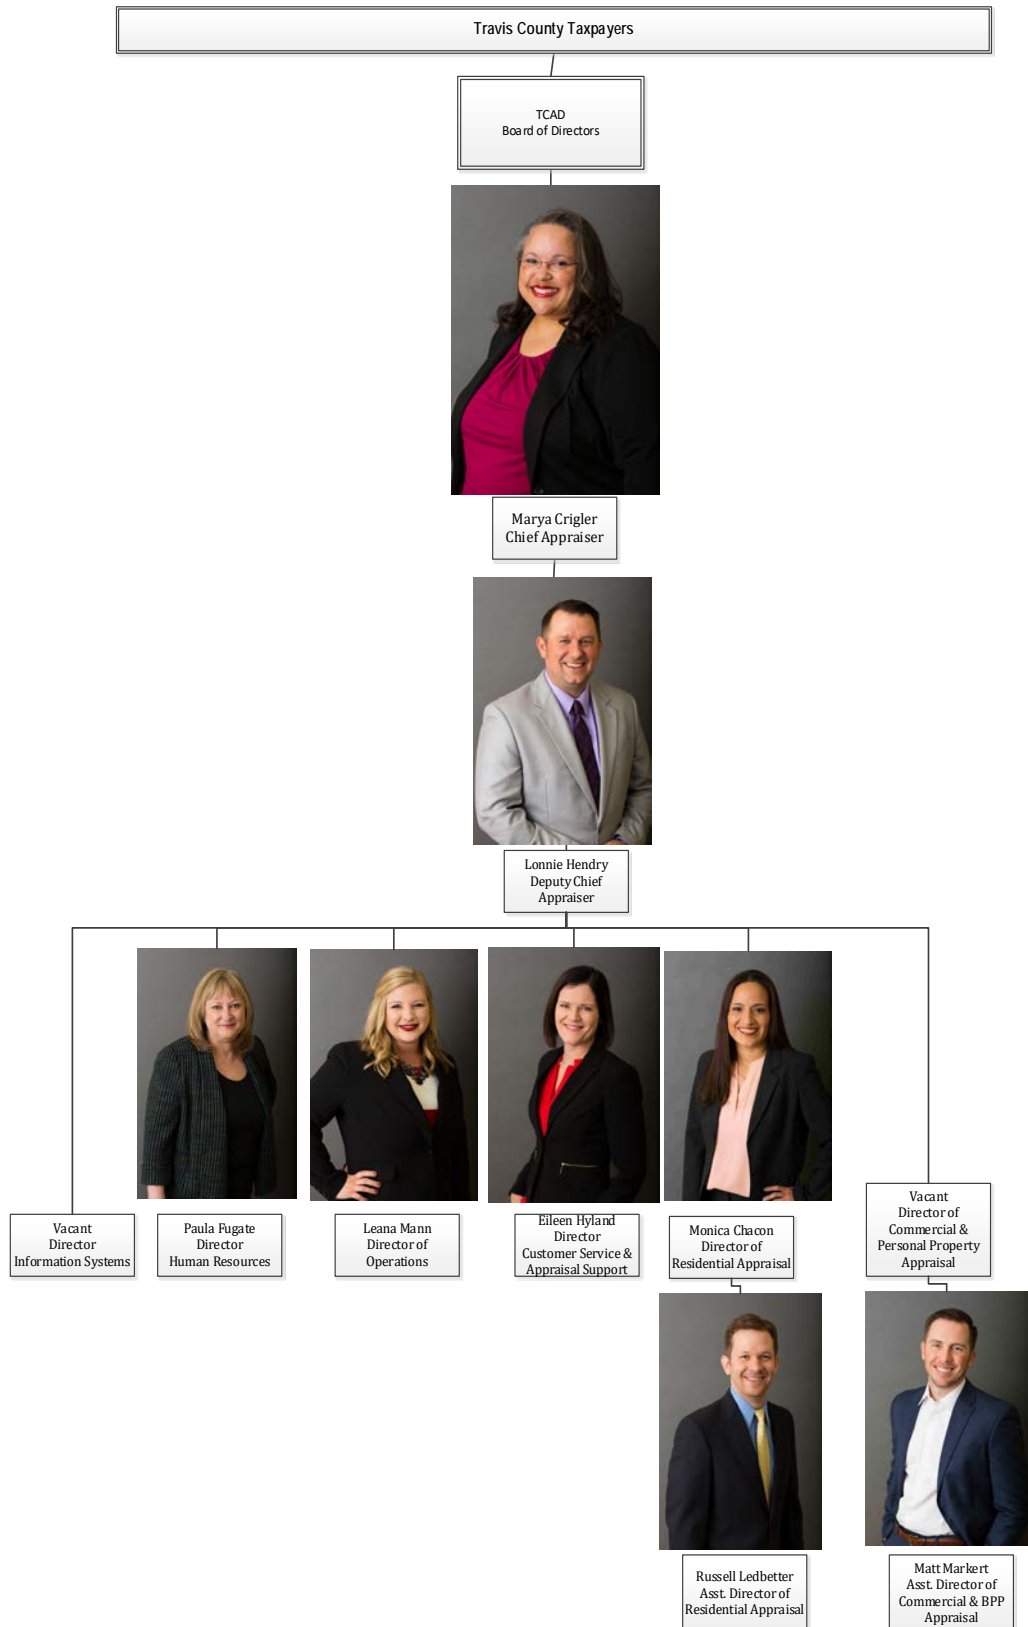 Travis County Taxpayers
TCAD
Board of Directors
Marya Crigler
Chief Appraiser
Lonnie Hendry
Deputy Chief
Appraiser
Vacant
Director
Information Systems
Paula Fugate
Director
Human Resources
Leana Mann
Director of
Operations
Eileen Hyland
Director
Customer Service &
Appraisal Support
Monica Chacon
Director of
Residential Appraisal
Vacant
Director of
Commercial &
Personal Property
Appraisal
Russell Ledbetter
Asst. Director of
Residential Appraisal
Matt Markert
Asst. Director of
Commercial & BPP
Appraisal